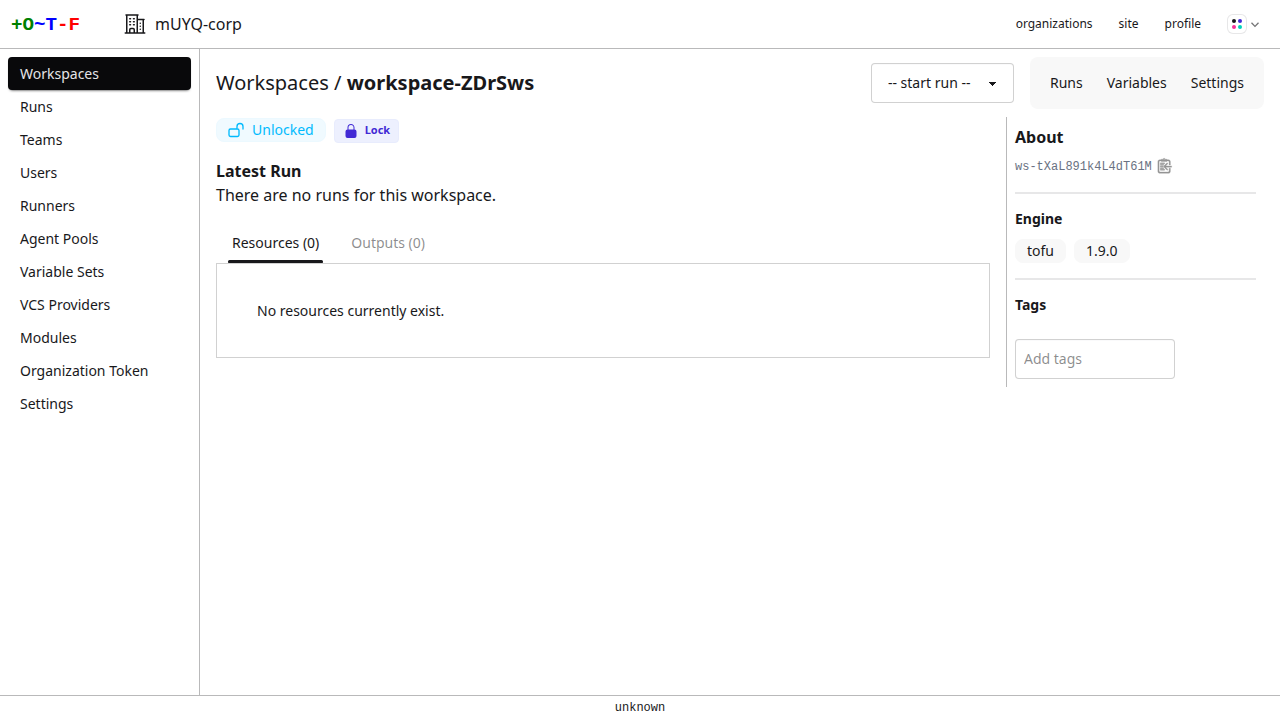 +O~T-F
mUYQ-corp
organizations
site
profile
Workspaces
Runs
Teams
Users
Runners
Agent Pools
Variable Sets
VCS Providers
Modules
Organization Token
Settings
Workspaces / workspace-ZDrSws
-- start run --
Runs
Variables
Settings
Unlocked
Lock
Latest Run
There are no runs for this workspace.
Resources (0)
Outputs (0)
No resources currently exist.
About
ws-tXaL891k4L4dT61M
Engine
tofu
1.9.0
Tags
Add tags
unknown